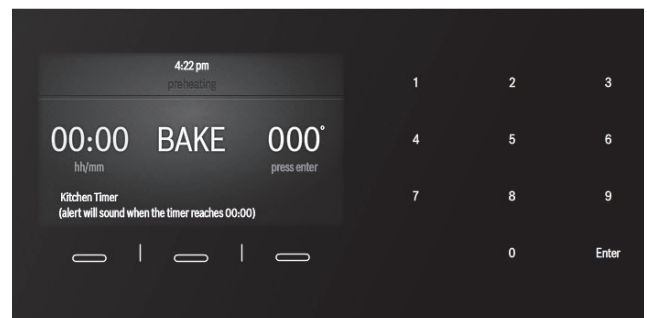 4:22 pm
preheating
00:00 BAKE 000°
hh/mm press enter
Kitchen Timer
(alert will sound when the timer reaches 00:00)
1 2 3
4 5 6
7 8 9
0 Enter